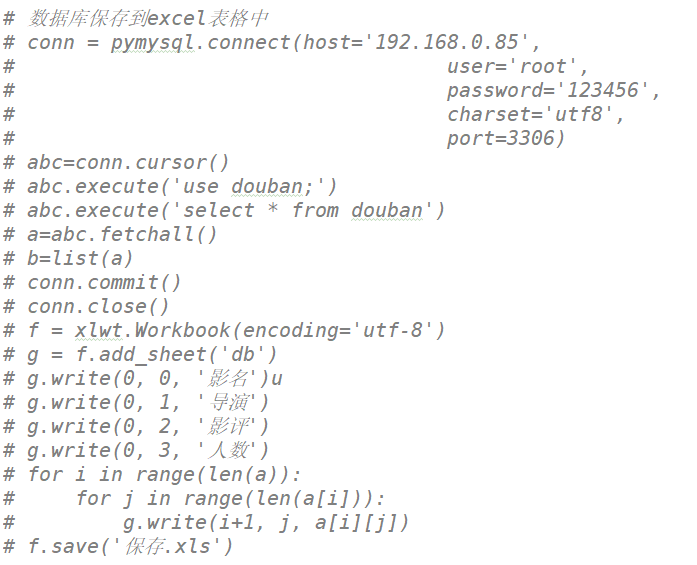 # 数据库保存到excel表格中
# conn = pymysql.connect(host='192.168.0.85',
#                                    user='root',
#                                    password='123456',
#                                    charset='utf8',
#                                    port=3306)
# abc=conn.cursor()
# abc.execute('use douban;')
# abc.execute('select * from douban')
# a=abc.fetchall()
# b=list(a)
# conn.commit()
# conn.close()
# f = xlwt.Workbook(encoding='utf-8')
# g = f.add_sheet('db')
# g.write(0, 0, '影名')u
# g.write(0, 1, '导演')
# g.write(0, 2, '影评')
# g.write(0, 3, '人数')
# for i in range(len(a)):
#     for j in range(len(a[i])):
#         g.write(i+1, j, a[i][j])
# f.save('保存.xls')